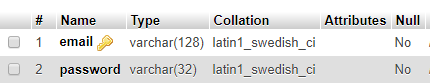 # Name Type Collation Attributes Null
1 email varchar(128) latin1_swedish_ci No
2 password varchar(32) latin1_swedish_ci No